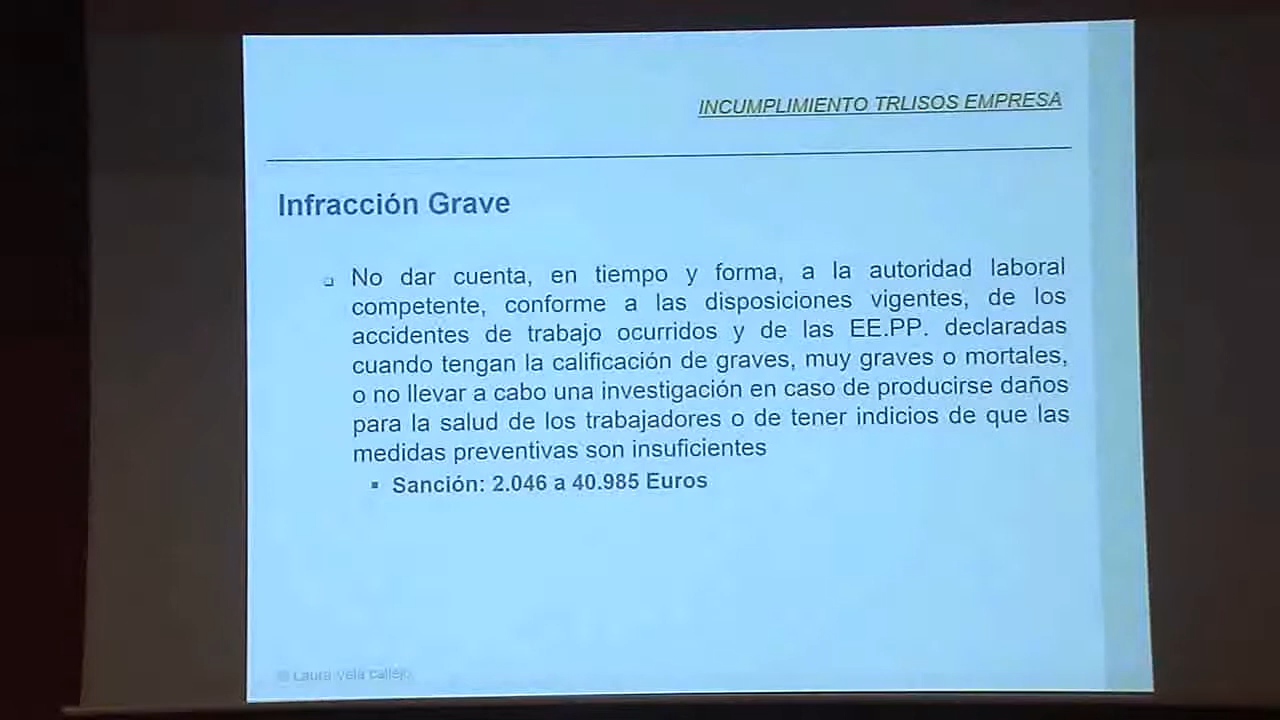 INCUMPLIMIENTO TRLISOS EMPRESA
Infracción Grave
No dar cuenta, en tiempo y forma, a la autoridad laboral
competente, conforme a las disposiciones vigentes, de los
accidentes de trabajo ocurridos y de las EE.PP. declaradas
cuando tengan la calificación de graves, muy graves o mortales,
o no llevar a cabo una investigación en caso de producirse daños
para la salud de los trabajadores o de tener indicios de que las
medidas preventivas son insuficientes
Sanción: 2.046 a 40.985 Euros
© Laura Vela callejo